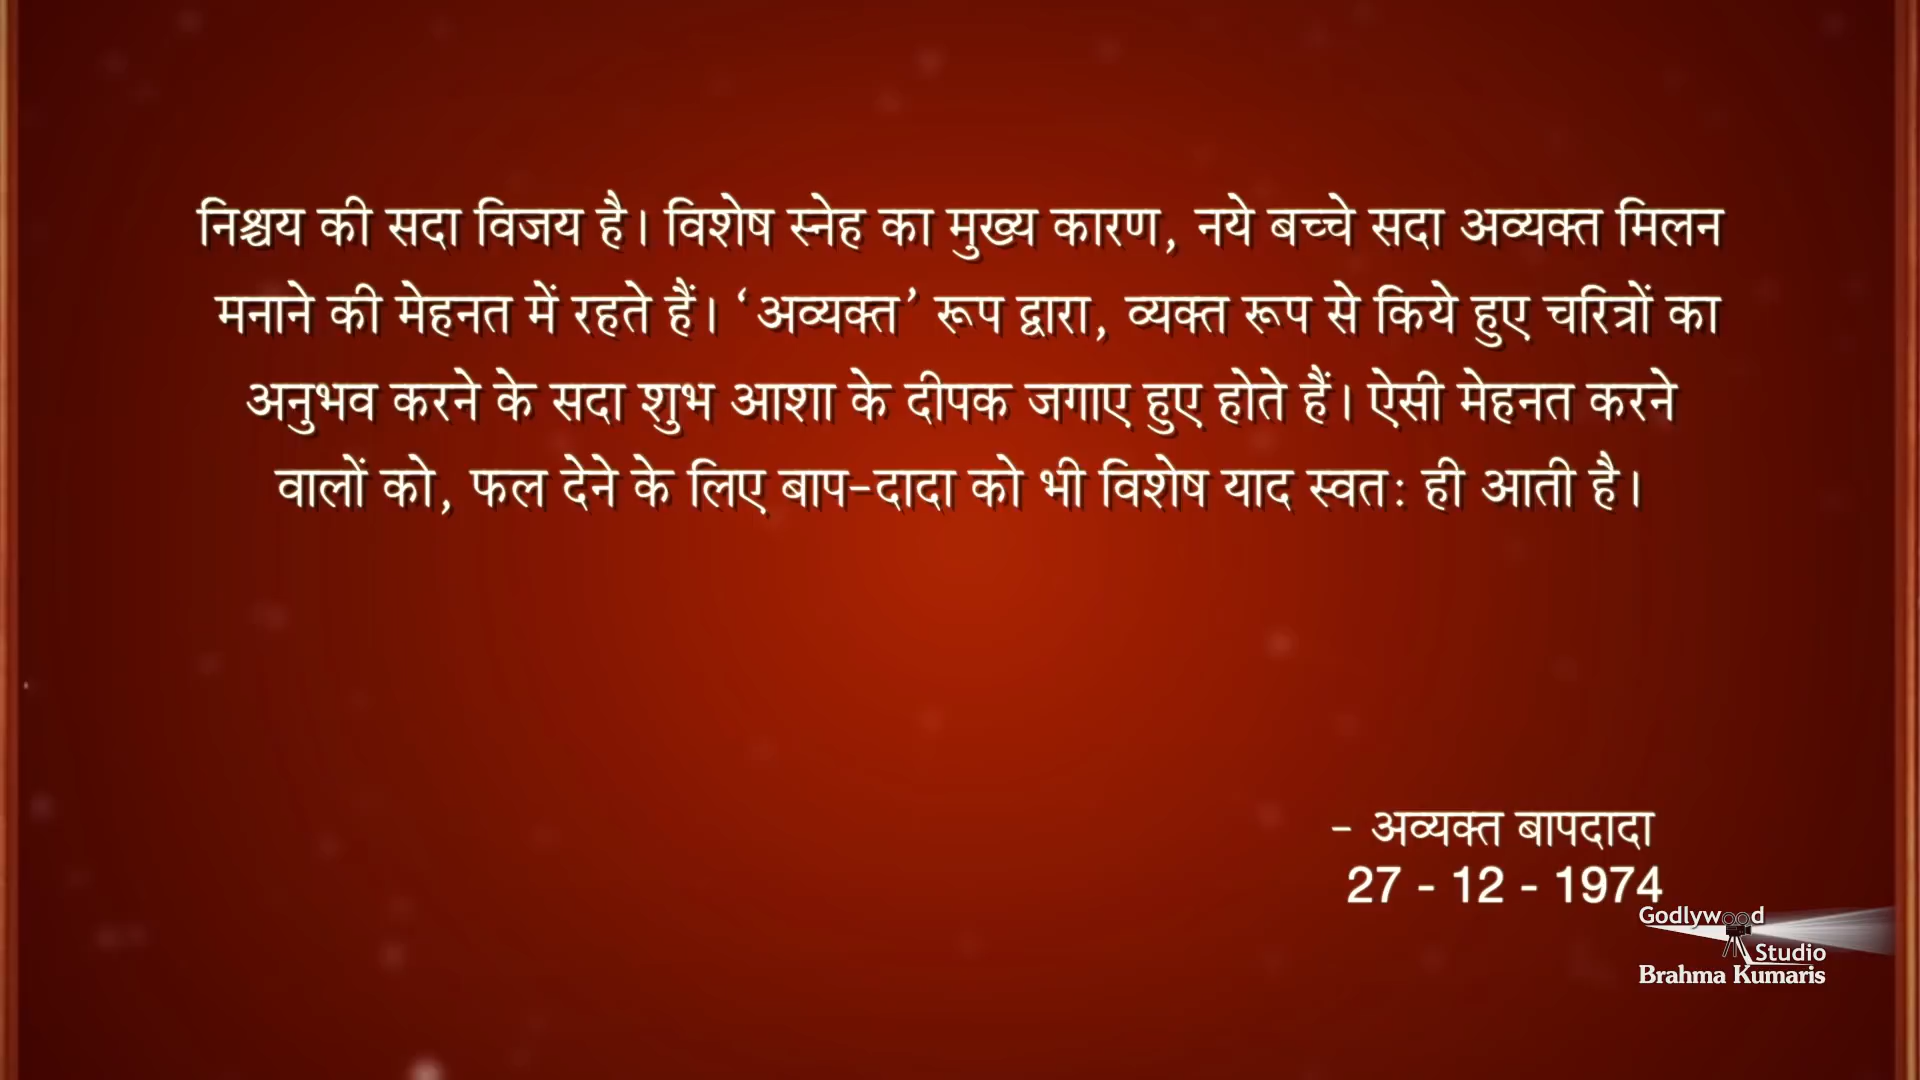 निश्चय की सदा विजय है। विशेष स्नेह का मुख्य कारण, नये बच्चे सदा अव्यक्त मिलन
मनाने की मेहनत में रहते हैं। ‘अव्यक्त’ रूप द्वारा, व्यक्त रूप से किये हुए चरित्रों का
अनुभव करने के सदा शुभ आशा के दीपक जगाए हुए होते हैं। ऐसी मेहनत करने
वालों को, फल देने के लिए बाप-दादा को भी विशेष याद स्वत: ही आती है।
- अव्यक्त बापदादा
27 - 12 - 1974
Godlywood
Studio
Brahma Kumaris